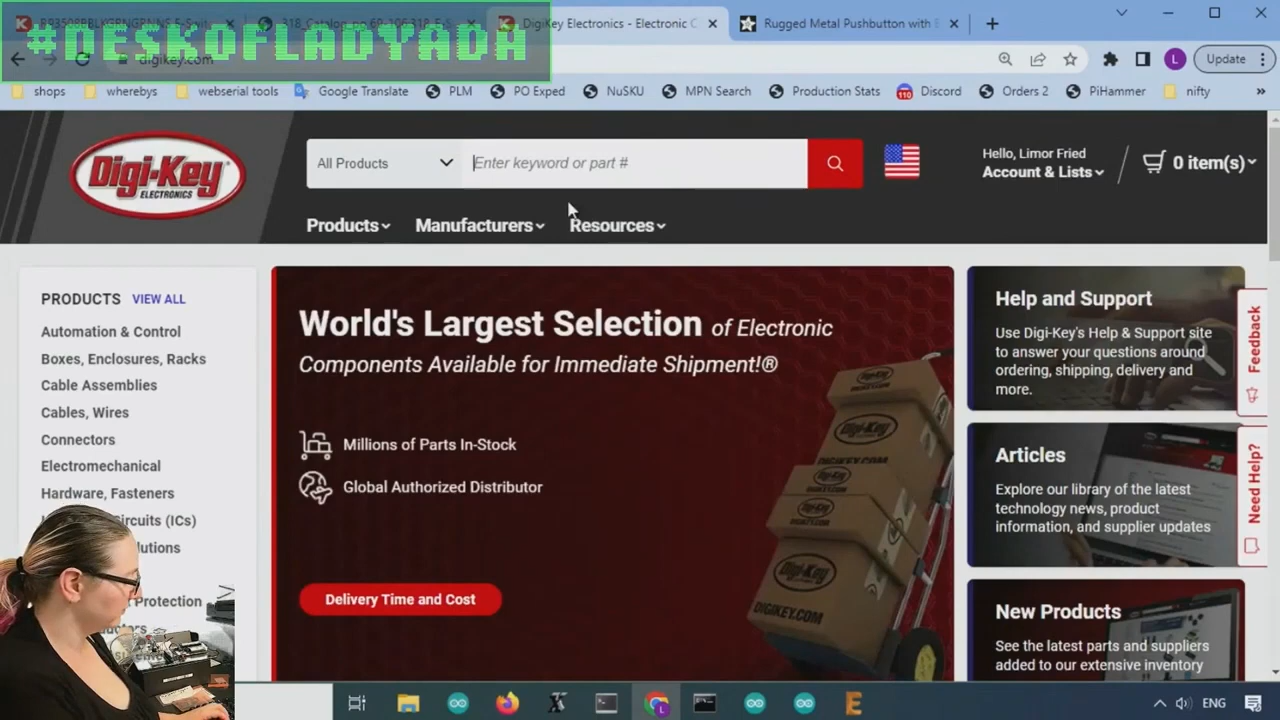 #DESKOFLADYADA
DigiKey Electronics - Electronic C
Rugged Metal Pushbutton with
digikey.com
Update
shops
wherebys
webserial tools
Google Translate
PLM
PO Exped
NuSKU
MPN Search
Production Stats
110
Discord
Orders 2
PiHammer
nifty
»
Digi-Key
ELECTRONICS
All Products
Enter keyword or part #
Hello, Limor Fried
Account & Lists
0 item(s)
Products
Manufacturers
Resources
PRODUCTS VIEW ALL
Automation & Control
Boxes, Enclosures, Racks
Cable Assemblies
Cables, Wires
Connectors
Electromechanical
Hardware, Fasteners
Circuits (ICs)
Protection
World's Largest Selection of Electronic
Components Available for Immediate Shipment!®
Millions of Parts In-Stock
Global Authorized Distributor
Delivery Time and Cost
Digi-Key
DIGIKEY.COM
Help and Support
Use Digi-Key's Help & Support site
to answer your questions around
ordering, shipping, delivery and
more.
Articles
Explore our library of the latest
technology news, product
information, and supplier updates
New Products
See the latest parts and suppliers
added to our extensive inventory
Feedback
Need Help?
L
ENG